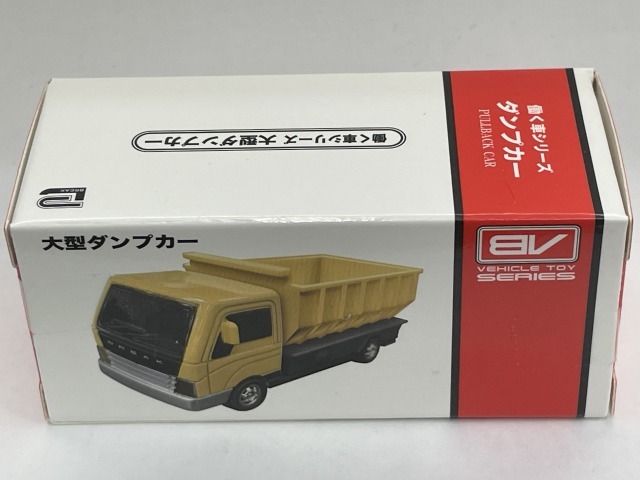 働く車シリーズ
ダンプカー
PULLBACK CAR
働く車シリーズ 大型ダンプカー
BREAK
大型ダンプカー
VEHICLE TOY
SERIES